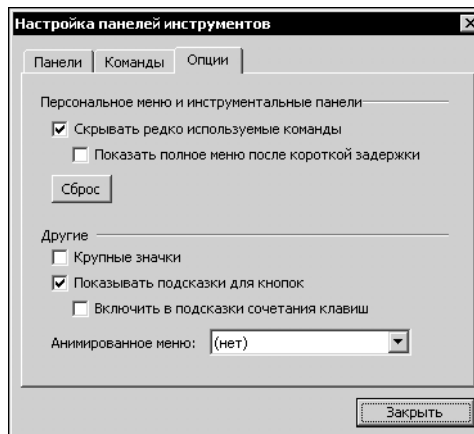 Настройка панелей инструментов
Панели Команды Опции
Персональное меню и инструментальные панели
Скрывать редко используемые команды
Показать полное меню после короткой задержки
Сброс
Другие
Крупные значки
Показывать подсказки для кнопок
Включить в подсказки сочетания клавиш
Анимированное меню: (нет)
Закрыть